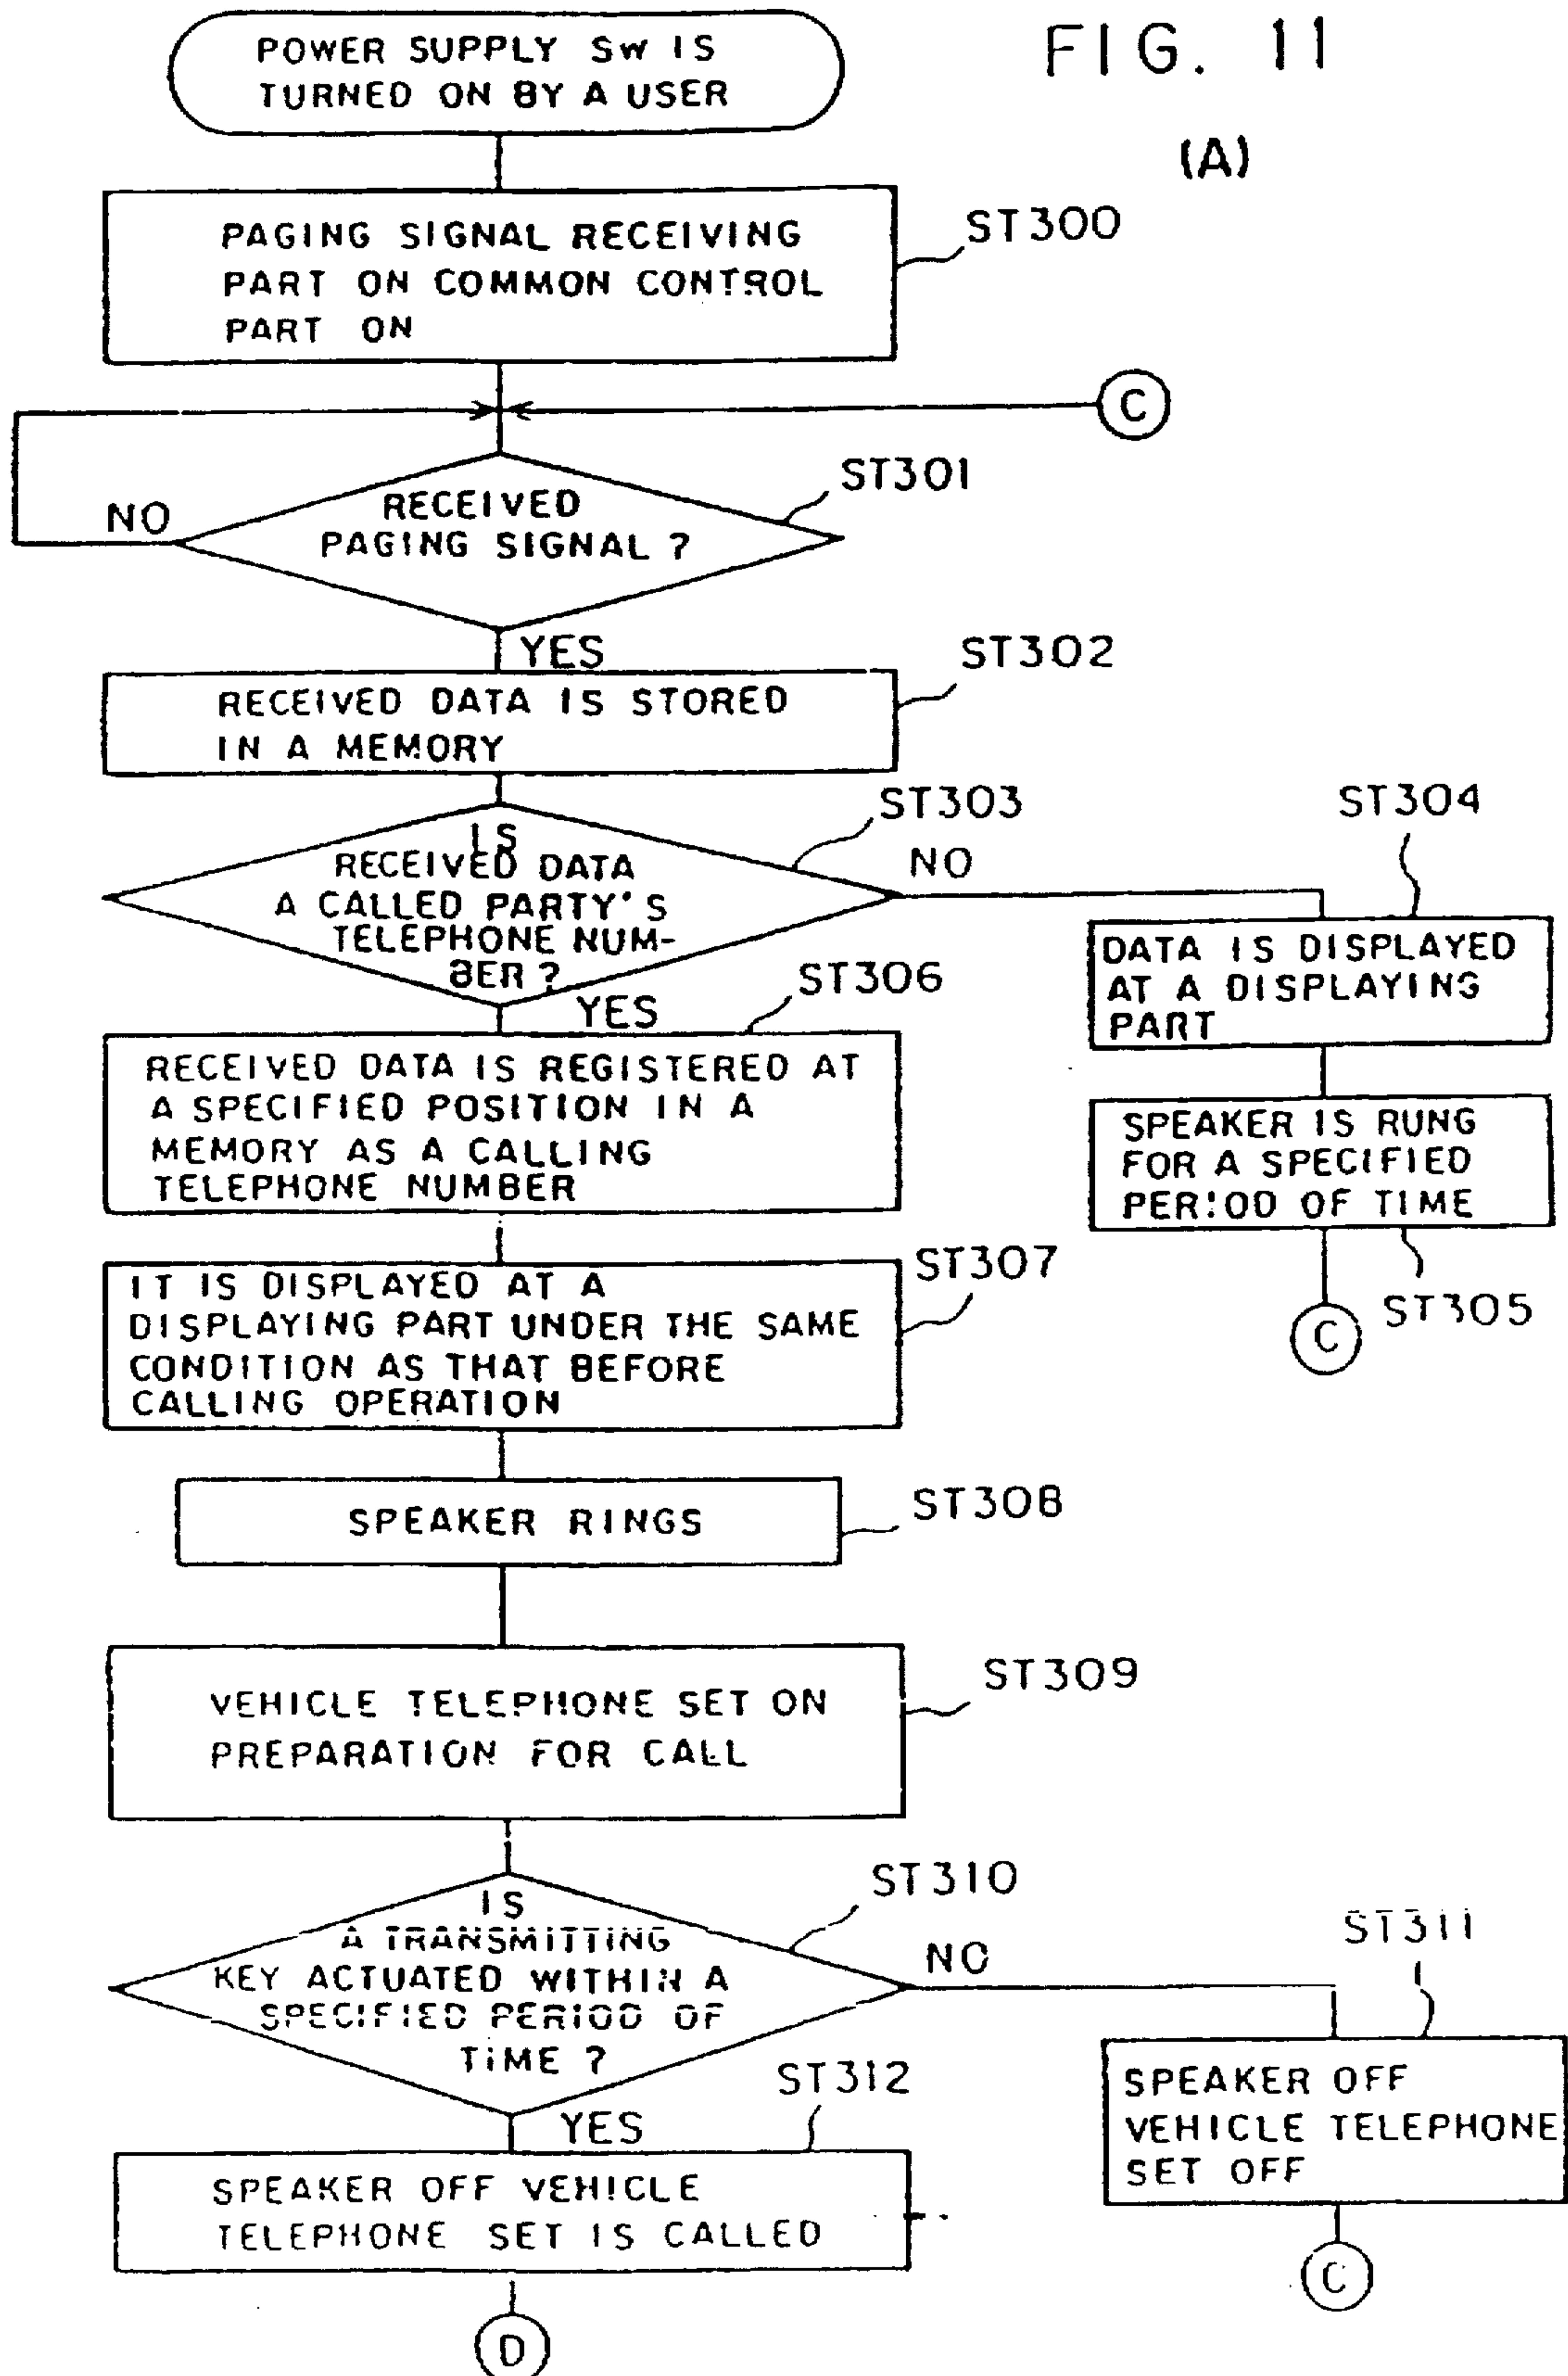 FIG. 11
(A)
POWER SUPPLY SW IS
TURNED ON BY A USER
ST300
PAGING SIGNAL RECEIVING
PART ON COMMON CONTROL
PART ON
C
ST301
RECEIVED
PAGING SIGNAL ?
NO
YES
ST302
RECEIVED DATA IS STORED
IN A MEMORY
ST303
IS
RECEIVED DATA
A CALLED PARTY'S
TELEPHONE NUM-
BER ?
NO
ST304
DATA IS DISPLAYED
AT A DISPLAYING
PART
SPEAKER IS RUNG
FOR A SPECIFIED
PERIOD OF TIME
ST305
C
YES
ST306
RECEIVED DATA IS REGISTERED AT
A SPECIFIED POSITION IN A
MEMORY AS A CALLING
TELEPHONE NUMBER
ST307
IT IS DISPLAYED AT A
DISPLAYING PART UNDER THE SAME
CONDITION AS THAT BEFORE
CALLING OPERATION
ST308
SPEAKER RINGS
ST309
VEHICLE TELEPHONE SET ON
PREPARATION FOR CALL
ST310
IS
A TRANSMITTING
KEY ACTUATED WITHIN A
SPECIFIED PERIOD OF
TIME ?
NO
ST311
SPEAKER OFF
VEHICLE TELEPHONE
SET OFF
C
YES
ST312
SPEAKER OFF VEHICLE
TELEPHONE SET IS CALLED
D